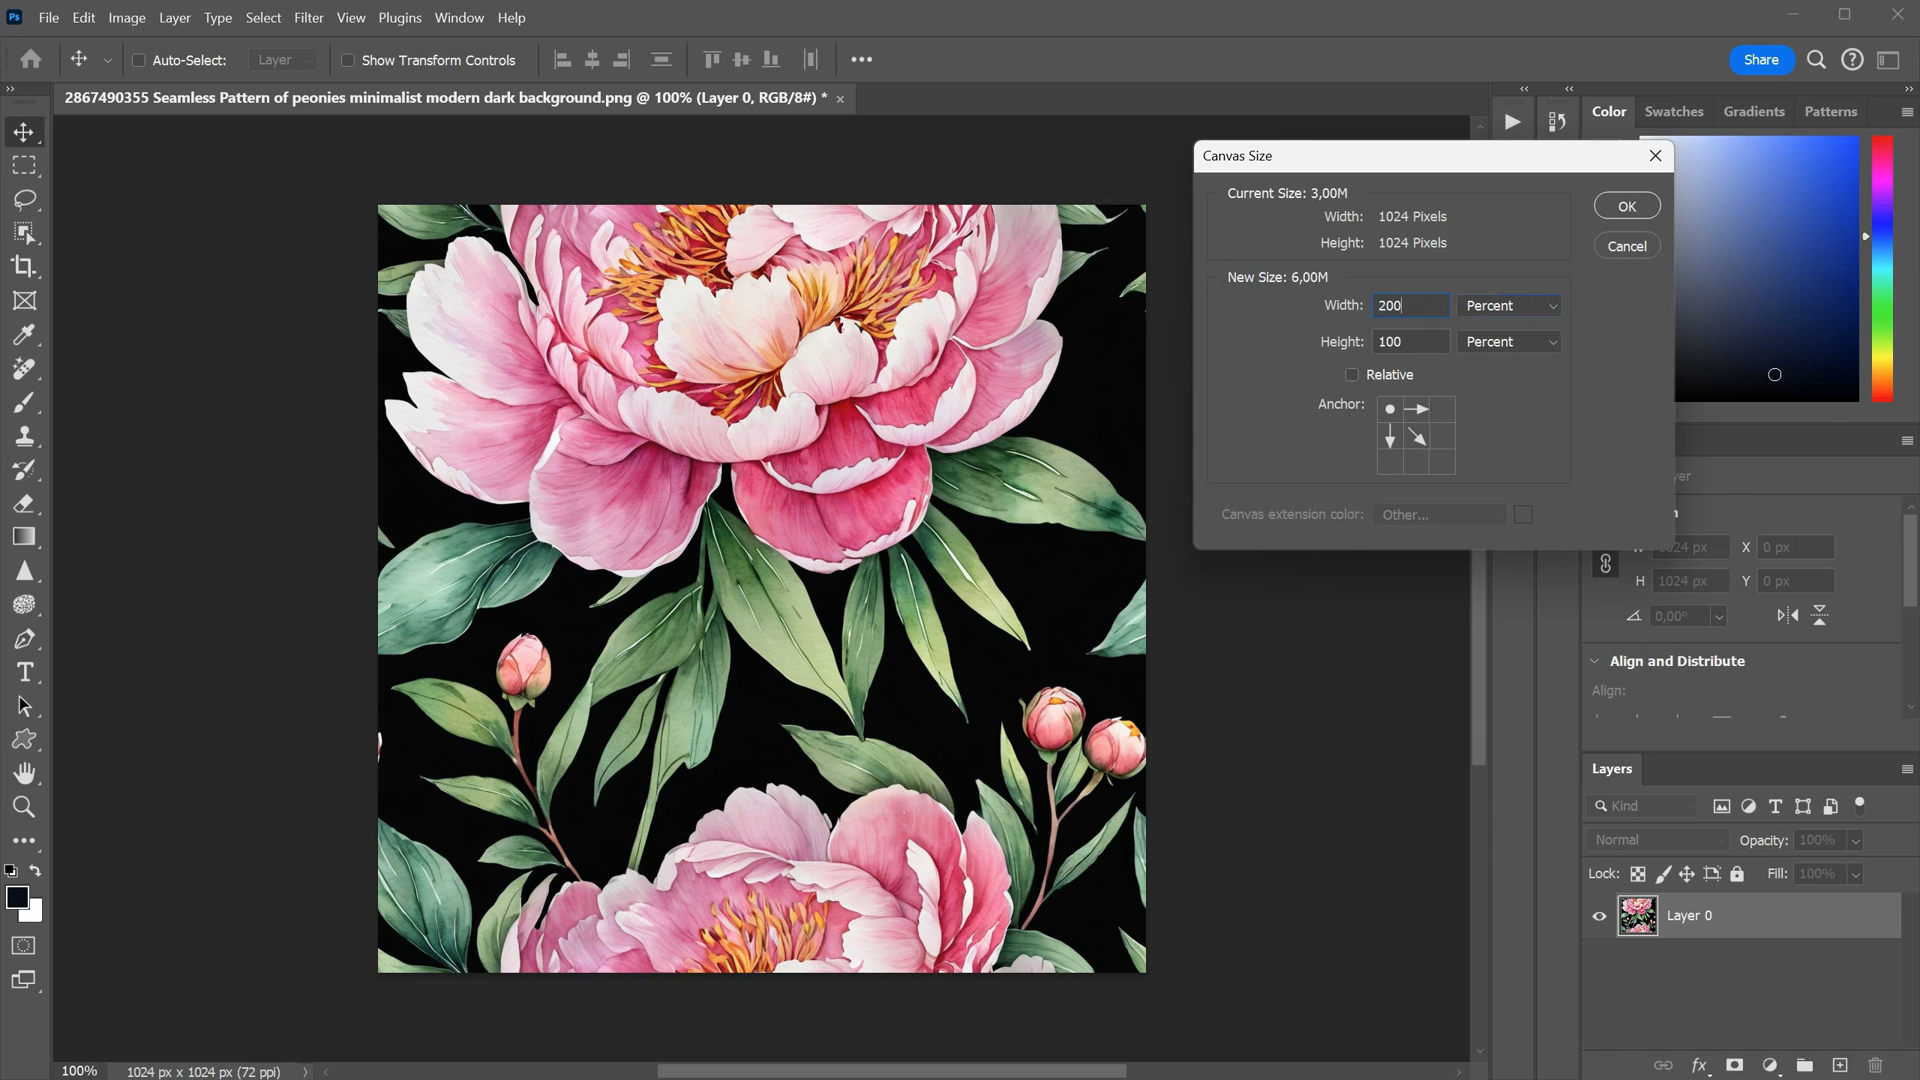 Ps File Edit Image Layer Type Select Filter View Plugins Window Help
Auto-Select: Layer Show Transform Controls Share
2867490355 Seamless Pattern of peonies minimalist modern dark background.png @ 100% (Layer 0, RGB/8#) *
Color Swatches Gradients Patterns
Canvas Size
Current Size: 3,00M
Width: 1024 Pixels
Height: 1024 Pixels
OK
Cancel
New Size: 6,00M
Width: 200 Percent
Height: 100 Percent
Relative
Anchor:
Canvas extension color: Other...
1024 px X 0 px
H 1024 px Y 0 px
0,00°
Align and Distribute
Align:
Layers
Kind
Normal Opacity: 100%
Lock: Fill: 100%
Layer 0
fx
100% 1024 px x 1024 px (72 ppi)